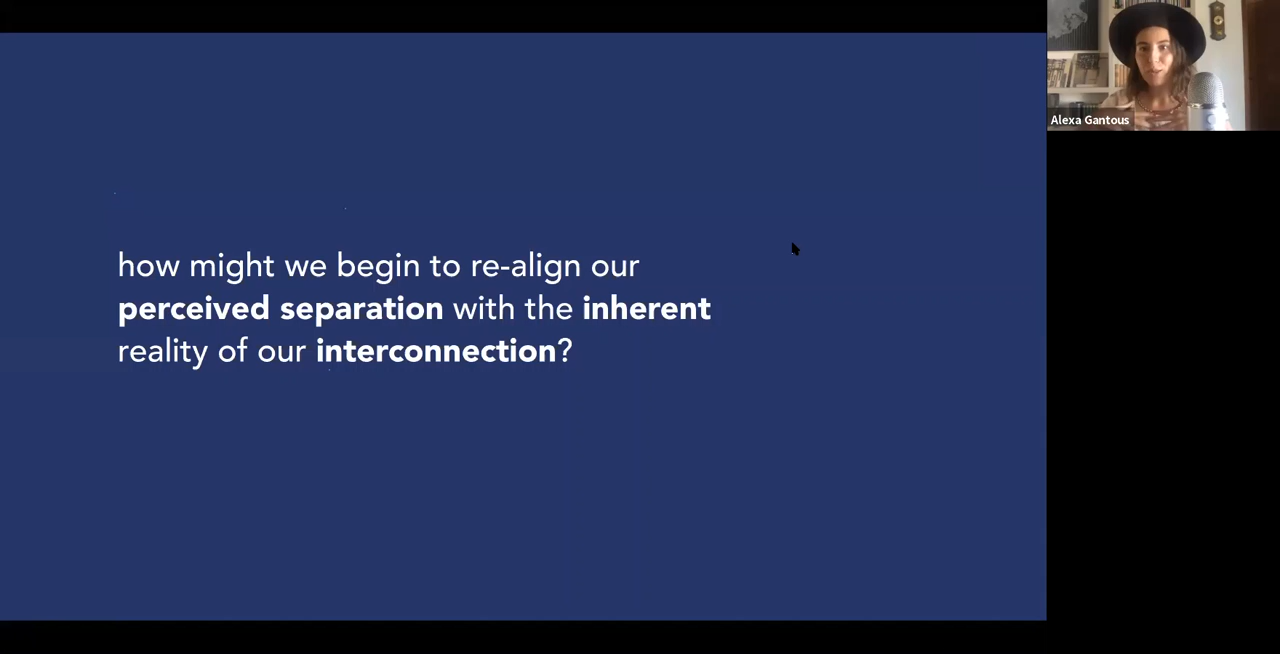 how might we begin to re-align our
perceived separation with the inherent
reality of our interconnection?
Alexa Gantous